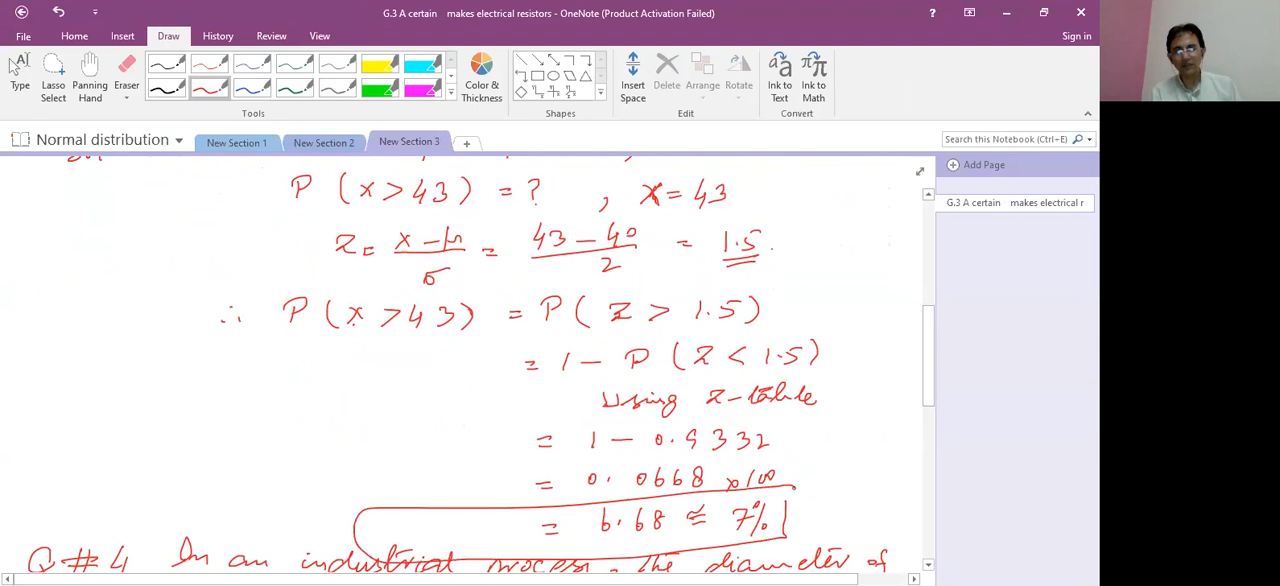 G.3 A certain makes electrical resistors - OneNote (Product Activation Failed)
?
File Home Insert Draw History Review View Sign in
Type Lasso Select Panning Hand Eraser Color & Thickness Insert Space Delete Arrange Rotate Ink to Text Ink to Math
Tools Shapes Edit Convert
Normal distribution New Section 1 New Section 2 New Section 3 Search this Notebook (Ctrl+E)
Add Page
G.3 A certain makes electrical r
P (x > 43) = ? , x = 43
Z = x - μ / σ = 43 - 40 / 2 = 1.5
∴ P (x > 43) = P (Z > 1.5)
= 1 - P (Z < 1.5)
Using z-table
= 1 - 0.9332
= 0.0668 x 100
= 6.68 ≅ 7%
Q # 4 In an industrial process, the diameter of